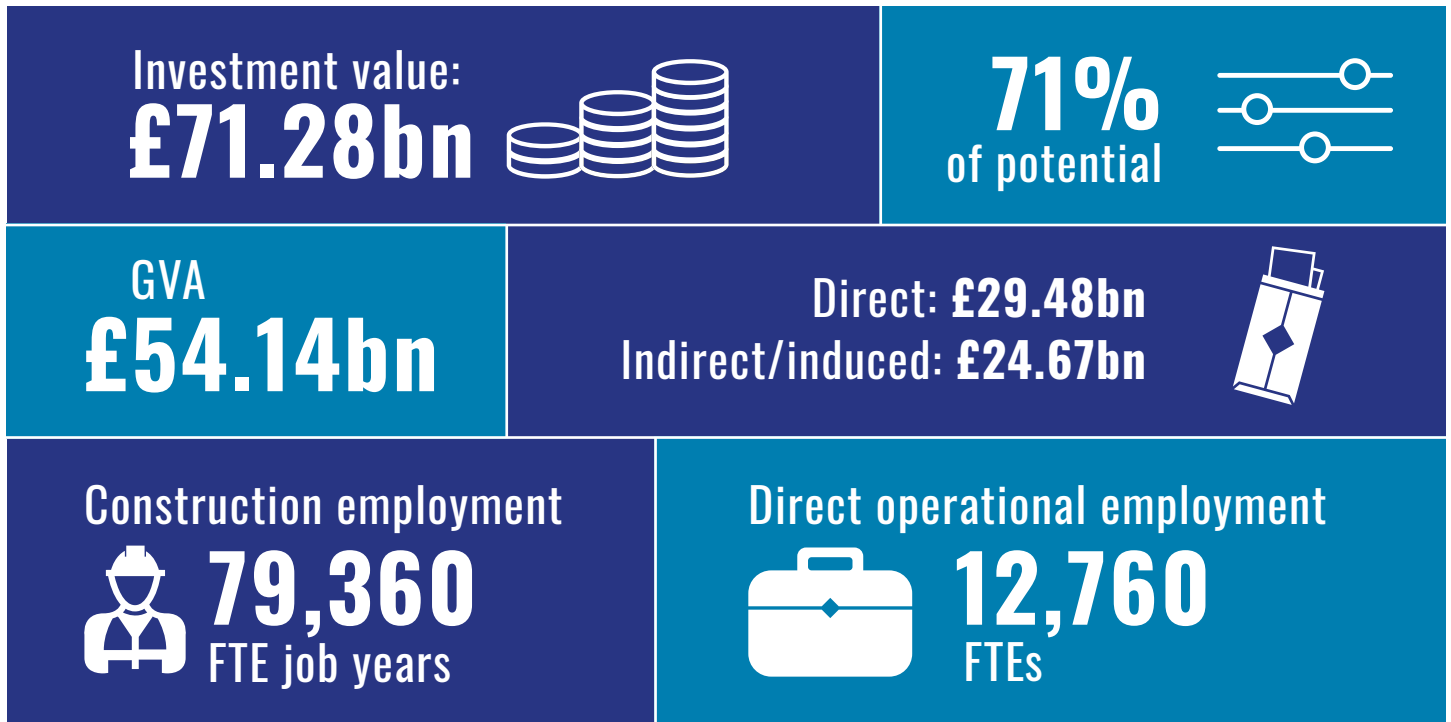 Investment value:
£71.28bn
71%
of potential
GVA
£54.14bn
Direct: £29.48bn
Indirect/induced: £24.67bn
Construction employment
79,360
FTE job years
Direct operational employment
12,760
FTEs